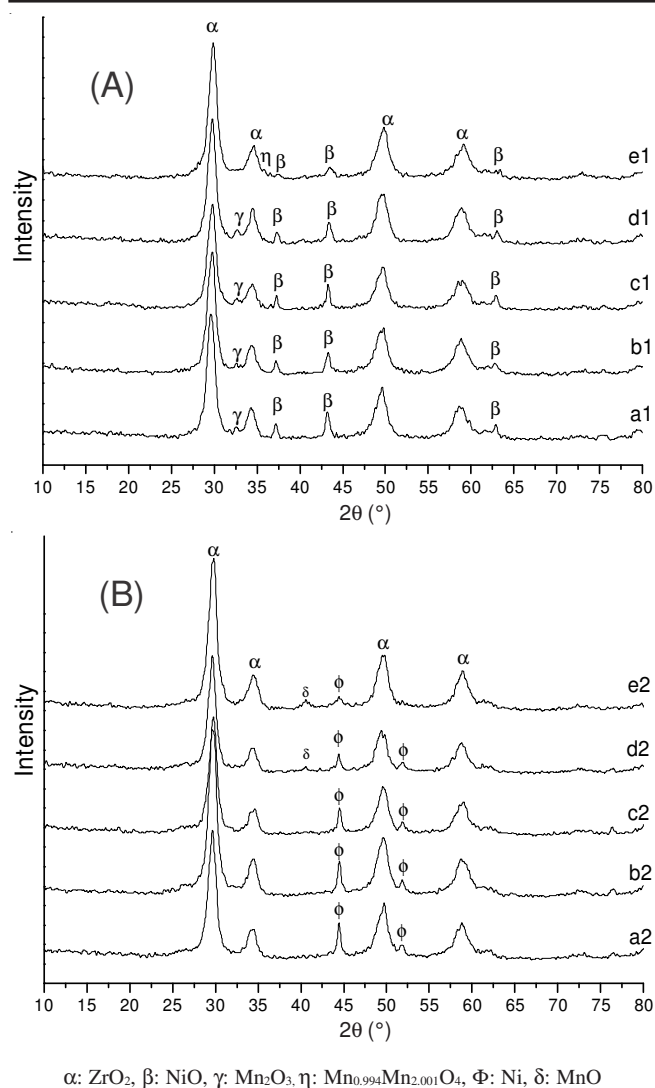 α
(A)
α
α
α
η
β
β
β
e1
γ
β
β
β
d1
γ
β
β
β
c1
γ
β
β
β
b1
γ
β
β
β
a1
Intensity
10 15 20 25 30 35 40 45 50 55 60 65 70 75 80
2θ (°)
α
(B)
α
α
α
δ
ϕ
e2
δ
ϕ
ϕ
d2
ϕ
ϕ
c2
ϕ
ϕ
b2
ϕ
ϕ
a2
Intensity
10 15 20 25 30 35 40 45 50 55 60 65 70 75 80
2θ (°)
α: ZrO₂, β: NiO, γ: Mn₂O₃, η: Mn₀.₉₉₄Mn₂.₀₀₁O₄, Φ: Ni, δ: MnO